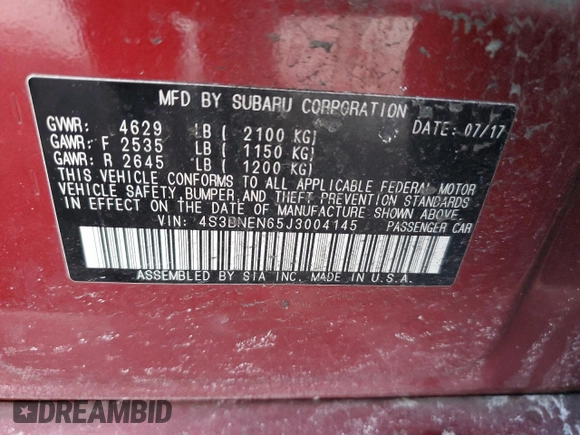 MFD BY SUBARU CORPORATION
GVWR: 4629 LB ( 2100 KG) DATE: 07/17
GAWR: F 2535 LB ( 1150 KG)
GAWR: R 2645 LB ( 1200 KG)
THIS VEHICLE CONFORMS TO ALL APPLICABLE FEDERAL MOTOR
VEHICLE SAFETY, BUMPER, AND THEFT PREVENTION STANDARDS
IN EFFECT ON THE DATE OF MANUFACTURE SHOWN ABOVE.
VIN: 4S3BNEN65J3004145 PASSENGER CAR
ASSEMBLED BY SIA INC. MADE IN U.S.A.
DREAMBID